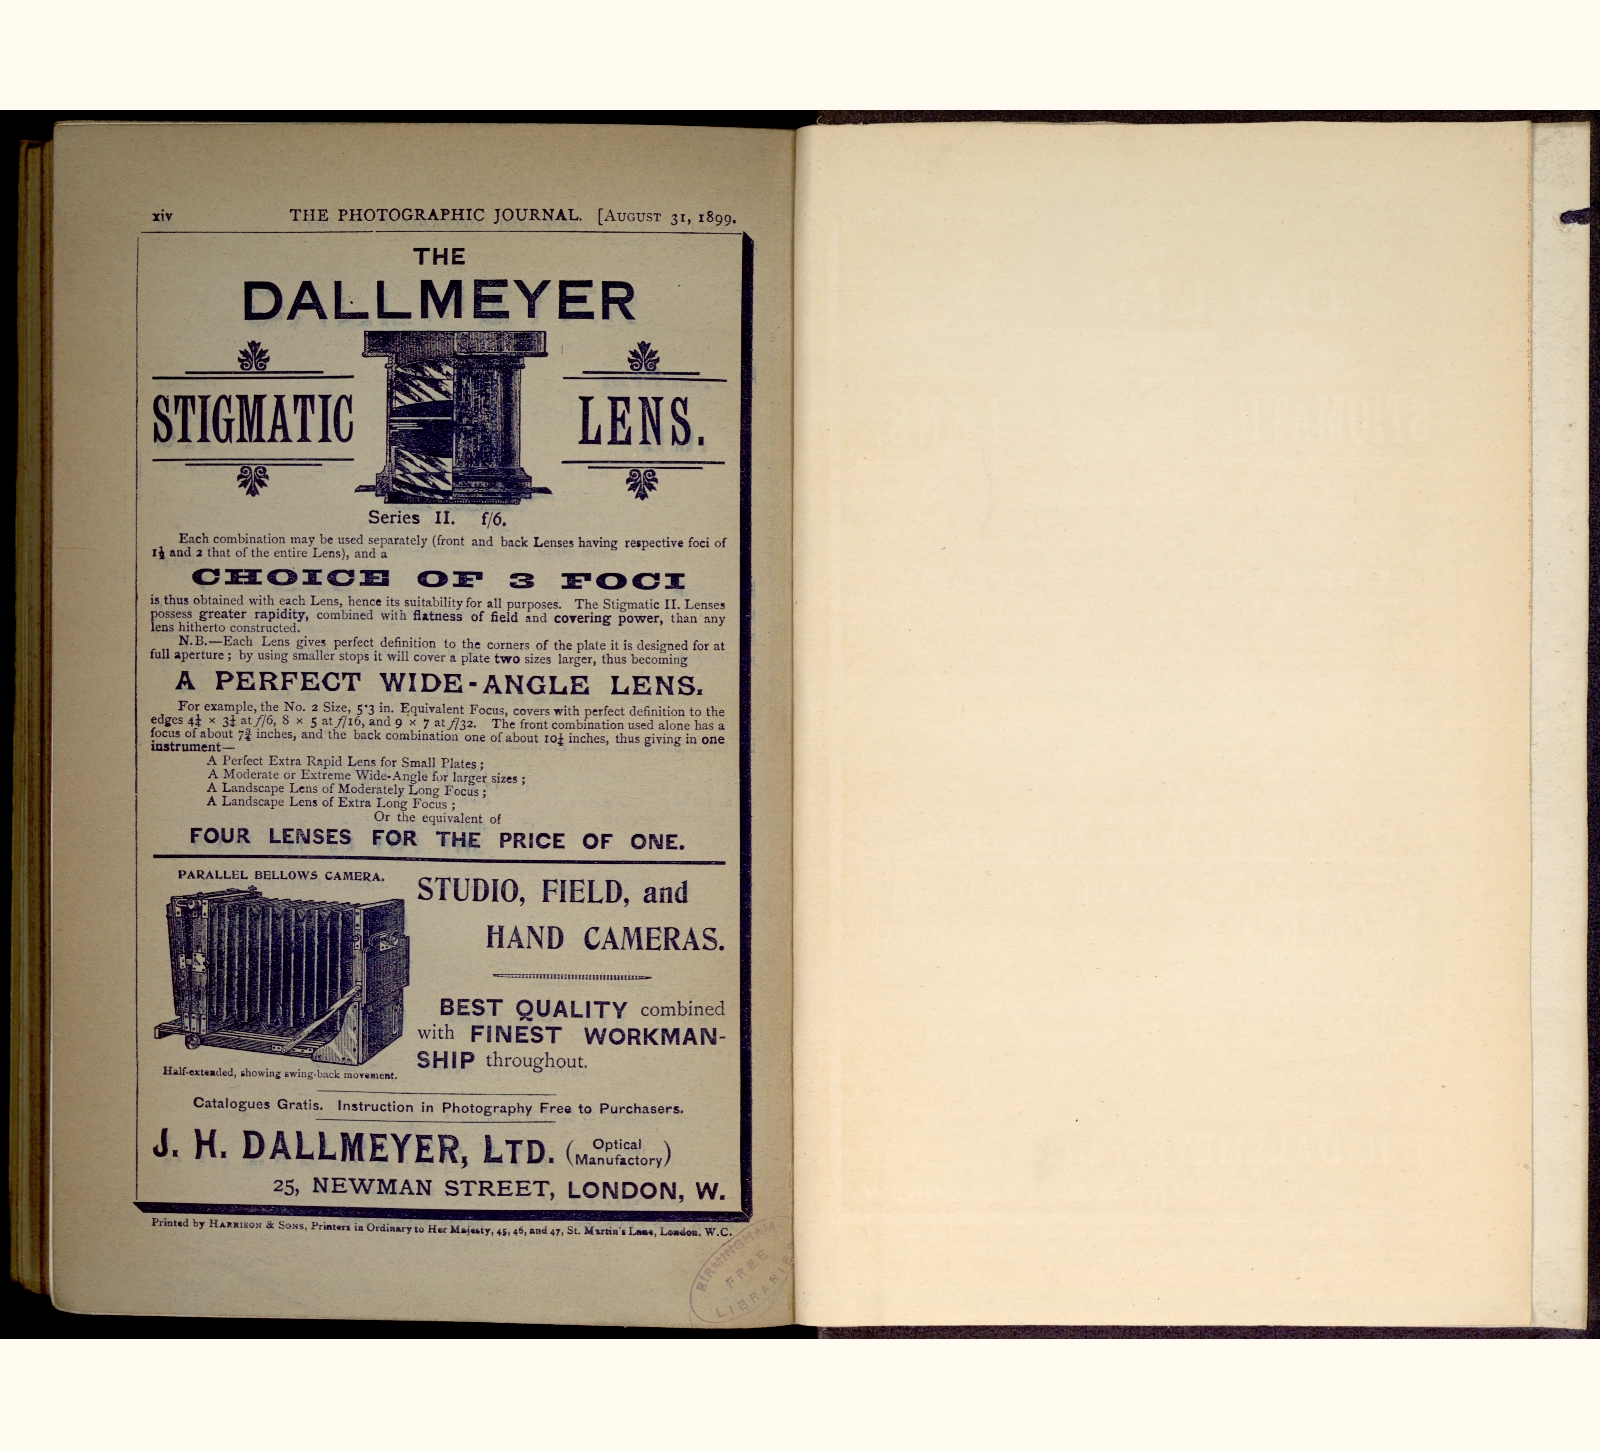 xiv THE PHOTOGRAPHIC JOURNAL. [AUGUST 31, 1899.
THE
DALLMEYER
STIGMATIC LENS.
Series II. f/6.
Each combination may be used separately (front and back Lenses having respective foci of
1½ and 2 that of the entire Lens), and a
CHOICE OF 3 FOCI
is thus obtained with each Lens, hence its suitability for all purposes. The Stigmatic II. Lenses
possess greater rapidity, combined with flatness of field and covering power, than any
lens hitherto constructed.
N.B.—Each Lens gives perfect definition to the corners of the plate it is designed for at
full aperture; by using smaller stops it will cover a plate two sizes larger, thus becoming
A PERFECT WIDE-ANGLE LENS.
For example, the No. 2 Size, 5·3 in. Equivalent Focus, covers with perfect definition to the
edges 4¼ × 3¼ at f/6, 8 × 5 at f/16, and 9 × 7 at f/32. The front combination used alone has a
focus of about 7¾ inches, and the back combination one of about 10½ inches, thus giving in one
instrument—
A Perfect Extra Rapid Lens for Small Plates;
A Moderate or Extreme Wide-Angle for larger sizes;
A Landscape Lens of Moderately Long Focus;
A Landscape Lens of Extra Long Focus;
Or the equivalent of
FOUR LENSES FOR THE PRICE OF ONE.
PARALLEL BELLOWS CAMERA.
Half-extended, showing swing-back movement.
STUDIO, FIELD, and
HAND CAMERAS.
BEST QUALITY combined
with FINEST WORKMAN-
SHIP throughout.
Catalogues Gratis. Instruction in Photography Free to Purchasers.
J. H. DALLMEYER, LTD. (Optical Manufactory)
25, NEWMAN STREET, LONDON, W.
Printed by HARRISON & SONS, Printers in Ordinary to Her Majesty, 45, 46, and 47, St. Martin's Lane, London, W.C.
BIRMINGHAM
FREE
LIBRARIES